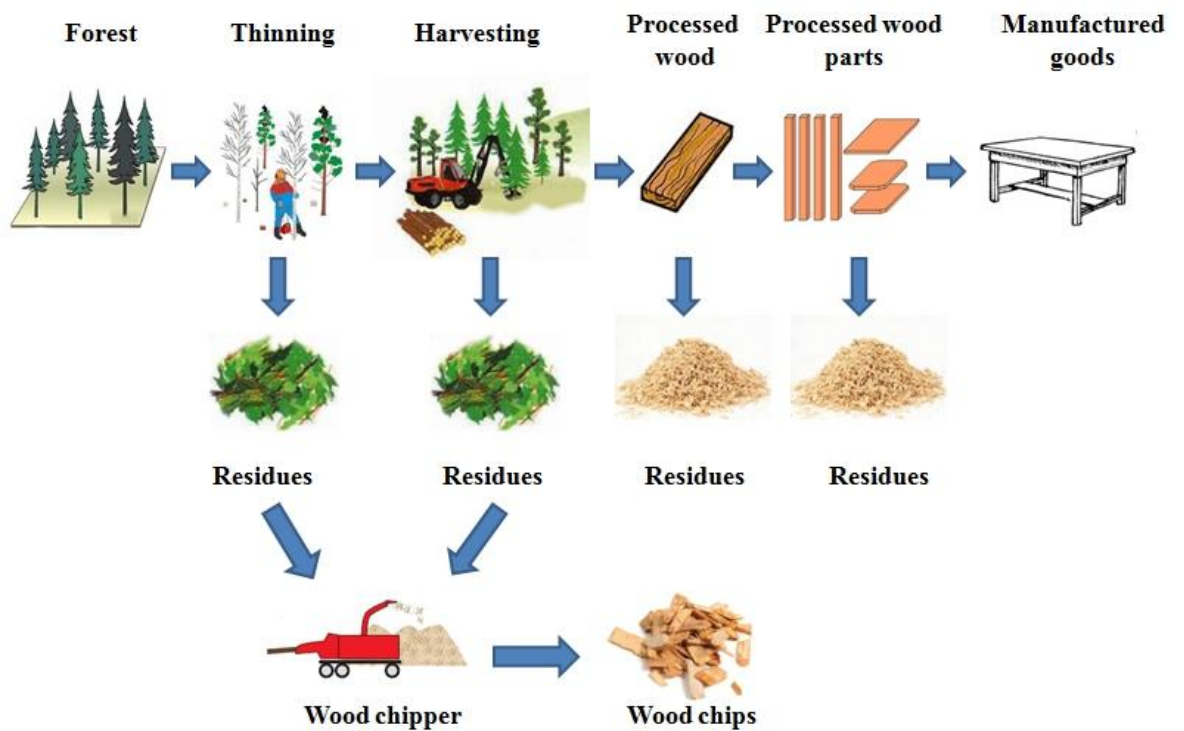 Forest
Thinning
Harvesting
Processed
wood
Processed wood
parts
Manufactured
goods
Residues
Residues
Residues
Residues
Wood chipper
Wood chips